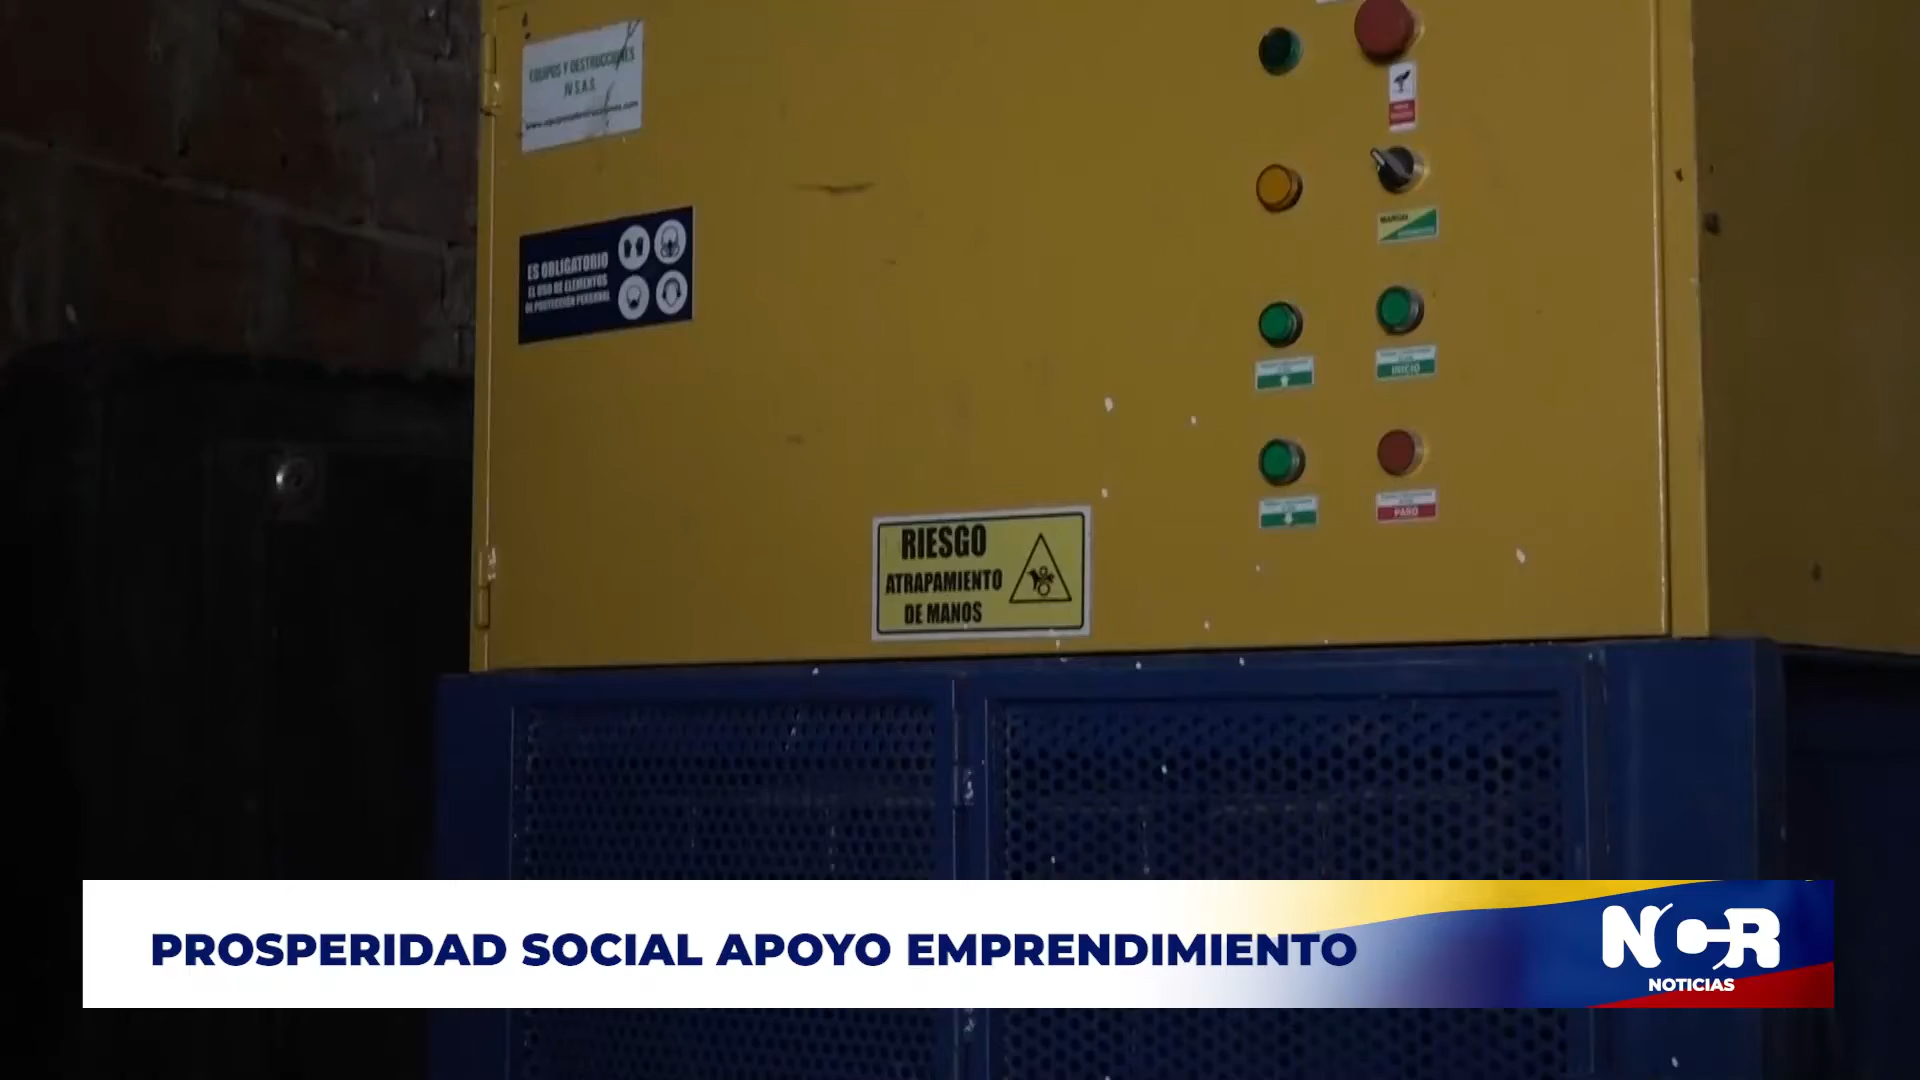 EQUIPOS Y DESTRUCCIONES
JV S.A.S.
ES OBLIGATORIO
EL USO DE ELEMENTOS
DE PROTECCIÓN PERSONAL
INICIO
PARO
RIESGO
ATRAPAMIENTO
DE MANOS
PROSPERIDAD SOCIAL APOYO EMPRENDIMIENTO
NCR
NOTICIAS